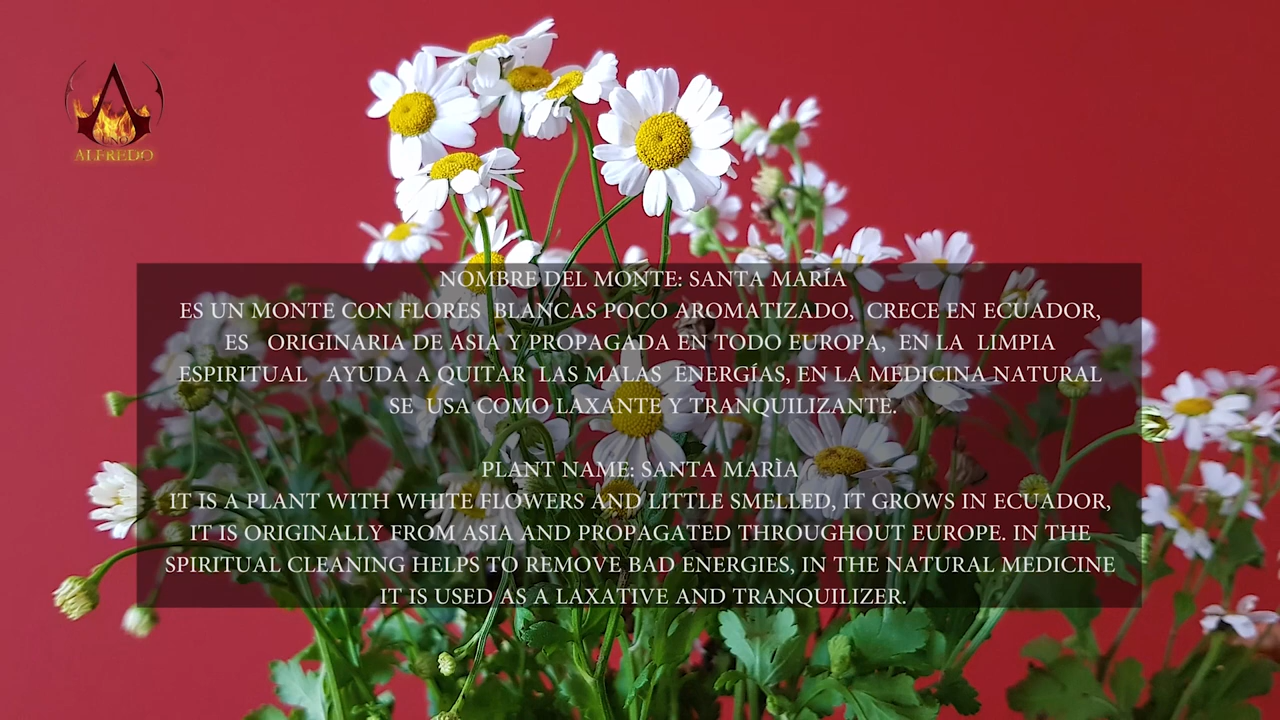 UNO
ALFREDO
NOMBRE DEL MONTE: SANTA MARÍA
ES UN MONTE CON FLORES BLANCAS POCO AROMATIZADO, CRECE EN ECUADOR,
ES ORIGINARIA DE ASIA Y PROPAGADA EN TODO EUROPA, EN LA LIMPIA
ESPIRITUAL AYUDA A QUITAR LAS MALAS ENERGÍAS, EN LA MEDICINA NATURAL
SE USA COMO LAXANTE Y TRANQUILIZANTE.
PLANT NAME: SANTA MARÌA
IT IS A PLANT WITH WHITE FLOWERS AND LITTLE SMELLED, IT GROWS IN ECUADOR,
IT IS ORIGINALLY FROM ASIA AND PROPAGATED THROUGHOUT EUROPE. IN THE
SPIRITUAL CLEANING HELPS TO REMOVE BAD ENERGIES, IN THE NATURAL MEDICINE
IT IS USED AS A LAXATIVE AND TRANQUILIZER.